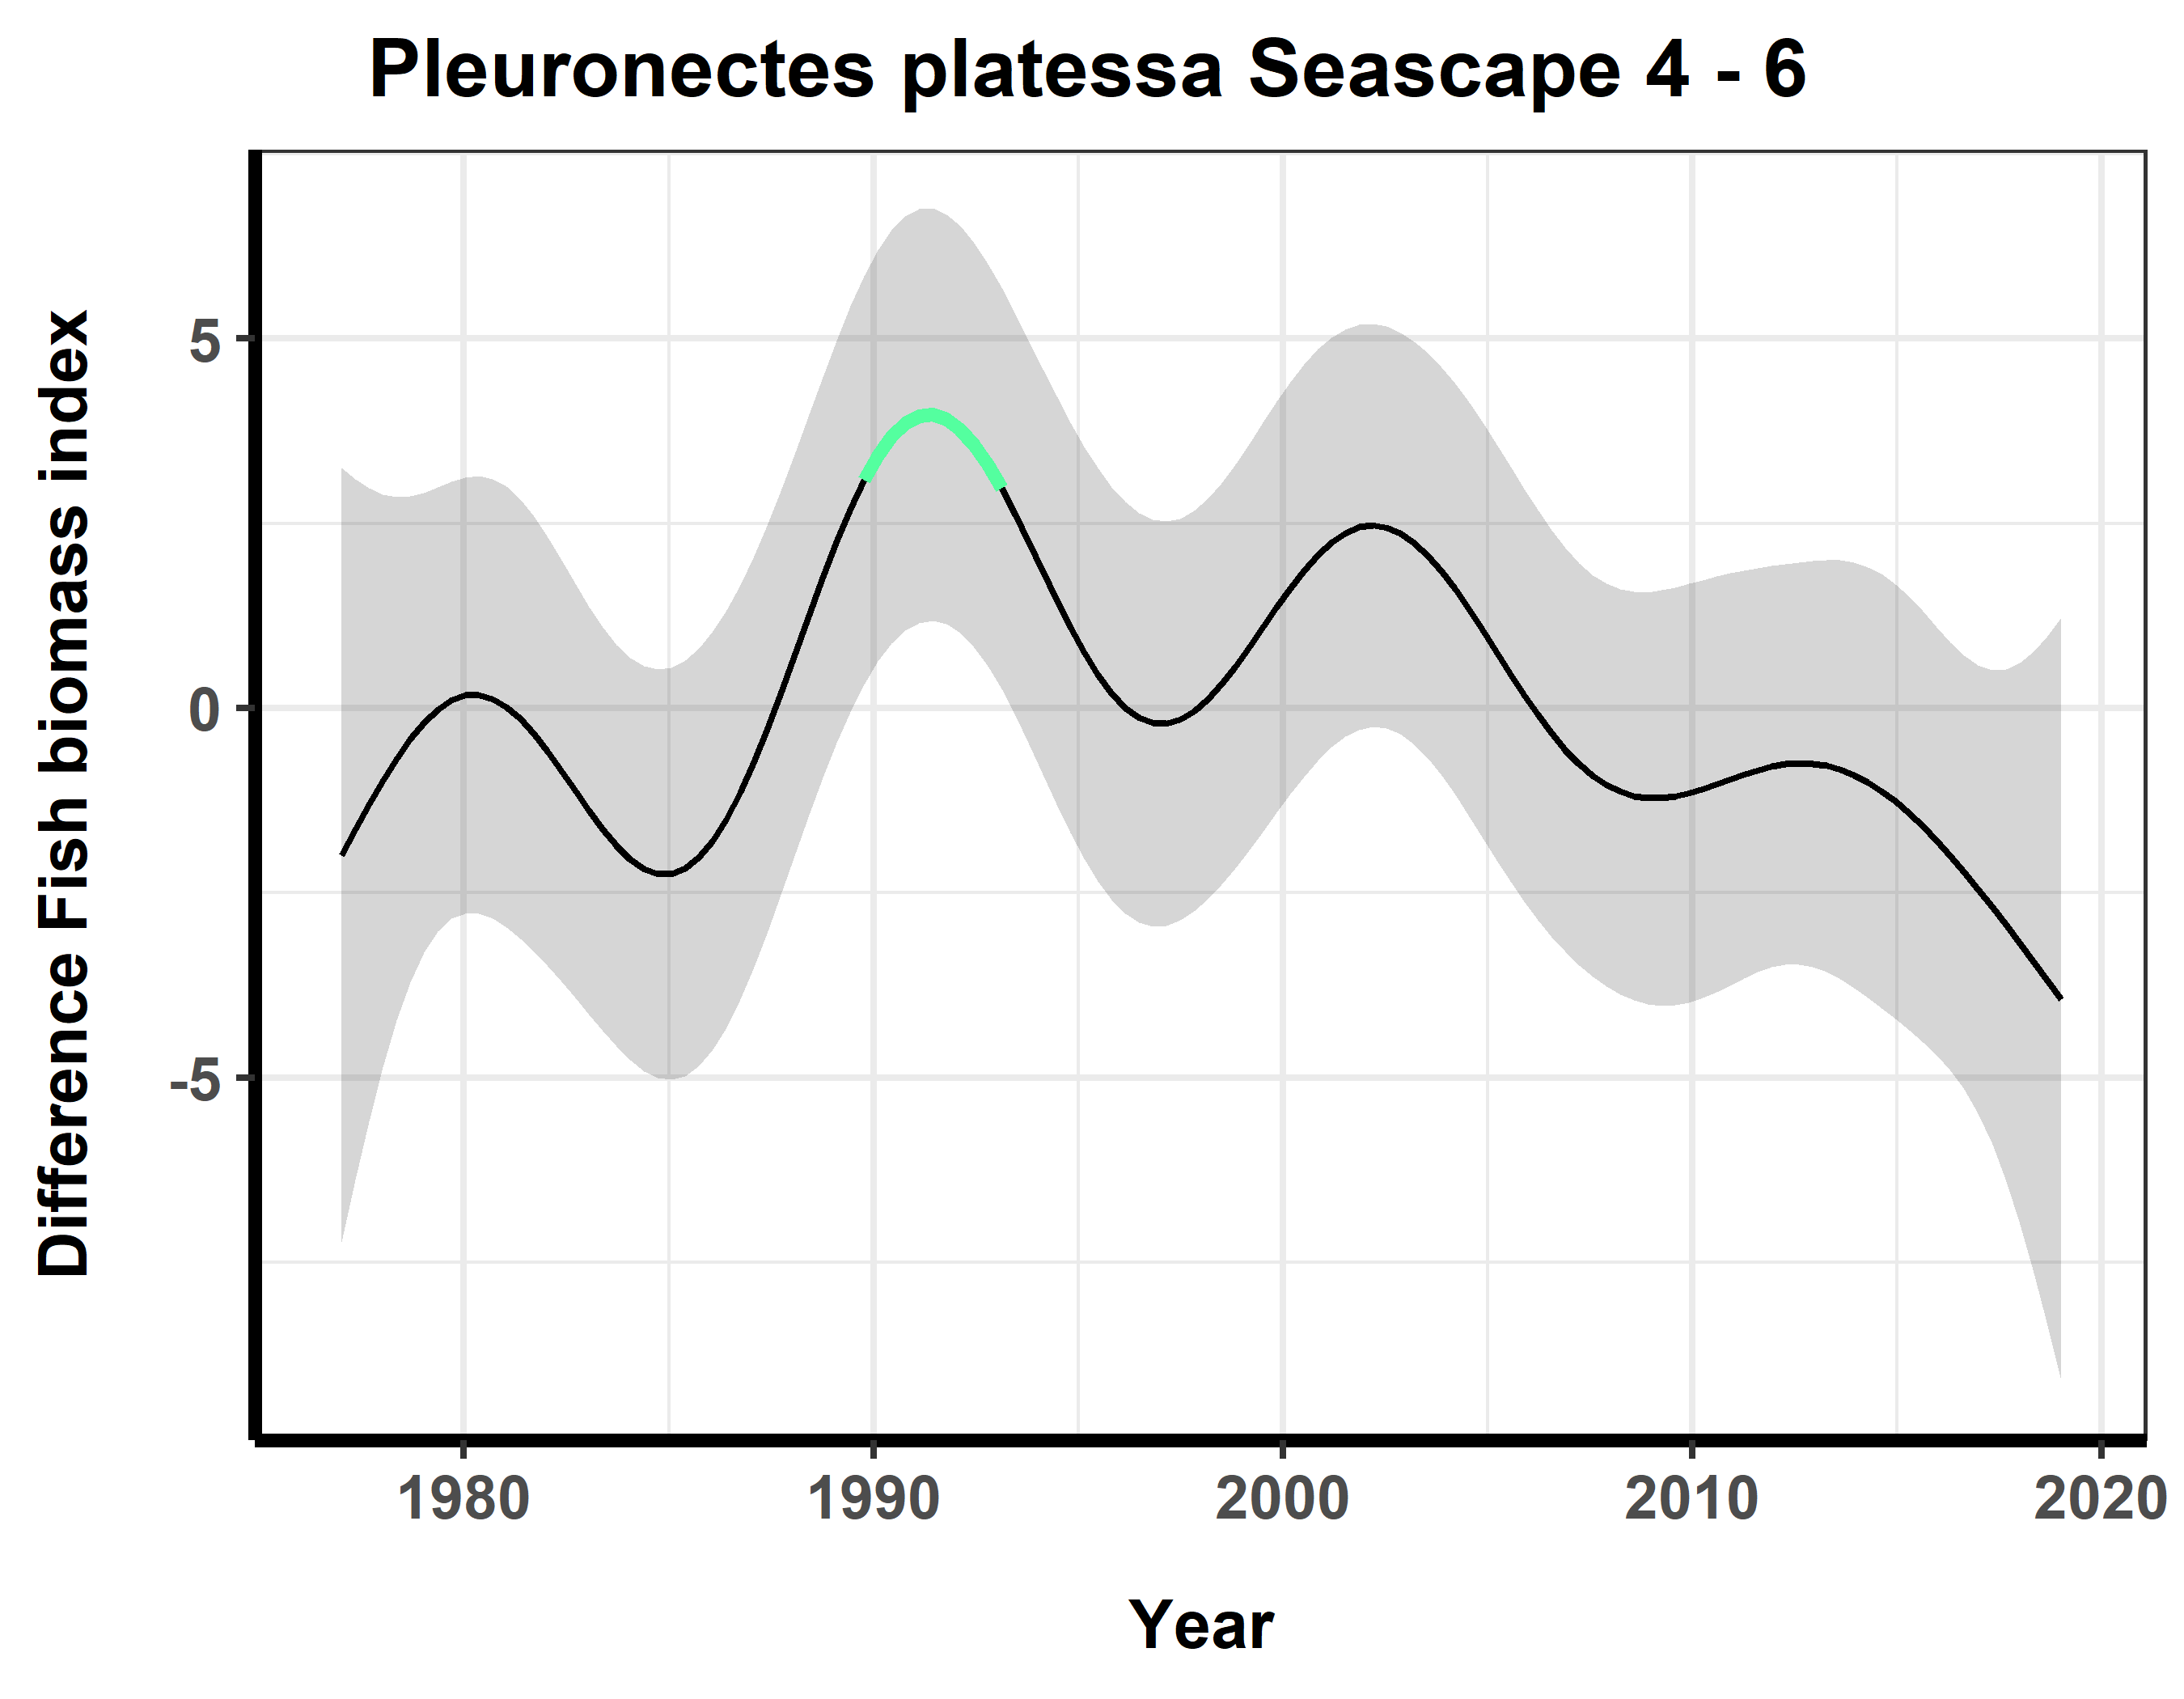 Pleuronectes platessa Seascape 4 - 6
Difference Fish biomass index
5
0
-5
1980
1990
2000
2010
2020
Year